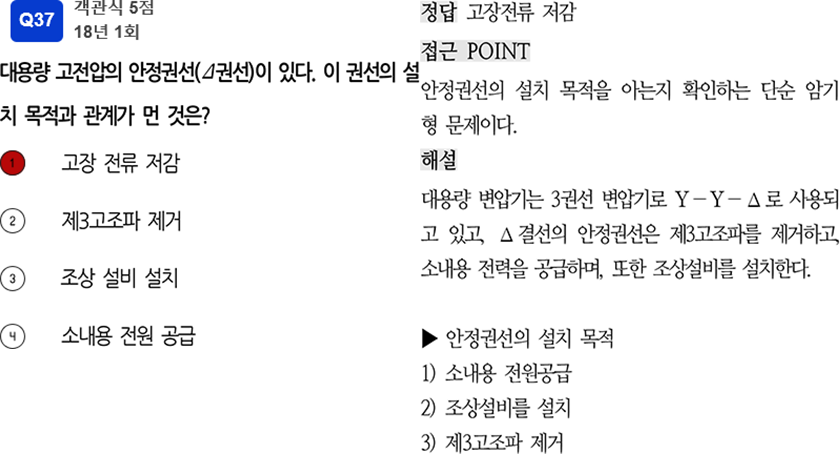 Q37
객관식 5점
18년 1회
대용량 고전압의 안정권선(Δ권선)이 있다. 이 권선의 설
치 목적과 관계가 먼 것은?
1 고장 전류 저감
2 제3고조파 제거
3 조상 설비 설치
4 소내용 전원 공급
정답 고장전류 저감
접근 POINT
안정권선의 설치 목적을 아는지 확인하는 단순 암기
형 문제이다.
해설
대용량 변압기는 3권선 변압기로 Y-Y-Δ로 사용되
고 있고, Δ결선의 안정권선은 제3고조파를 제거하고,
소내용 전력을 공급하며, 또한 조상설비를 설치한다.
▶ 안정권선의 설치 목적
1) 소내용 전원공급
2) 조상설비를 설치
3) 제3고조파 제거